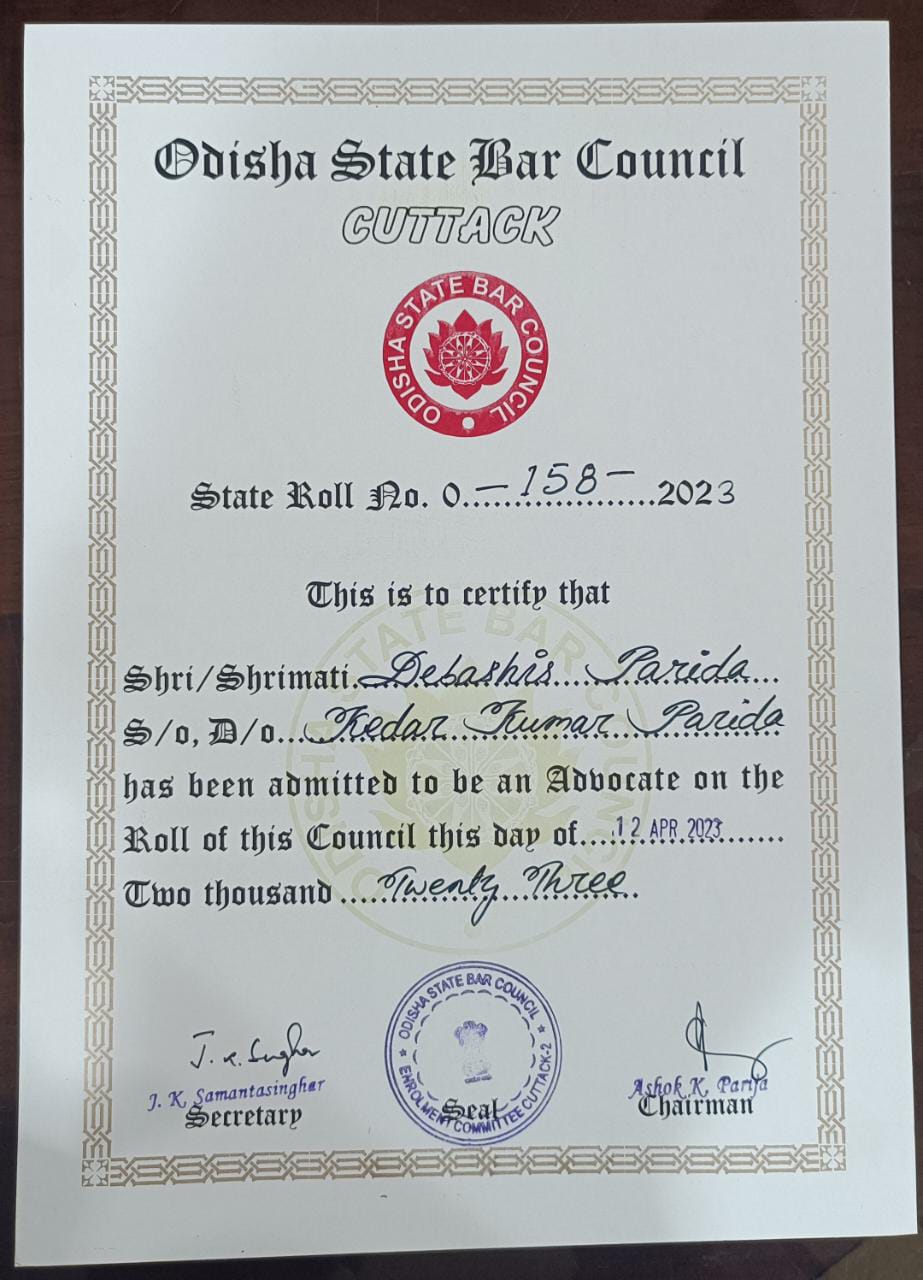 Odisha State Bar Council
CUTTACK
ODISHA STATE BAR COUNCIL
State Roll No. O.....–158–.....2023
This is to certify that
Shri/Shrimati. Debashis Parida
S/o, D/o... Kedar Kumar Parida
has been admitted to be an Advocate on the
Roll of this Council this day of... 12 APR 2023
Two thousand ..... Twenty Three
ODISHA STATE BAR COUNCIL
ENROLMENT COMMITTEE CUTTACK-2
J. K. Samantasinghar
Secretary
Seal
Ashok K. Parija
Chairman